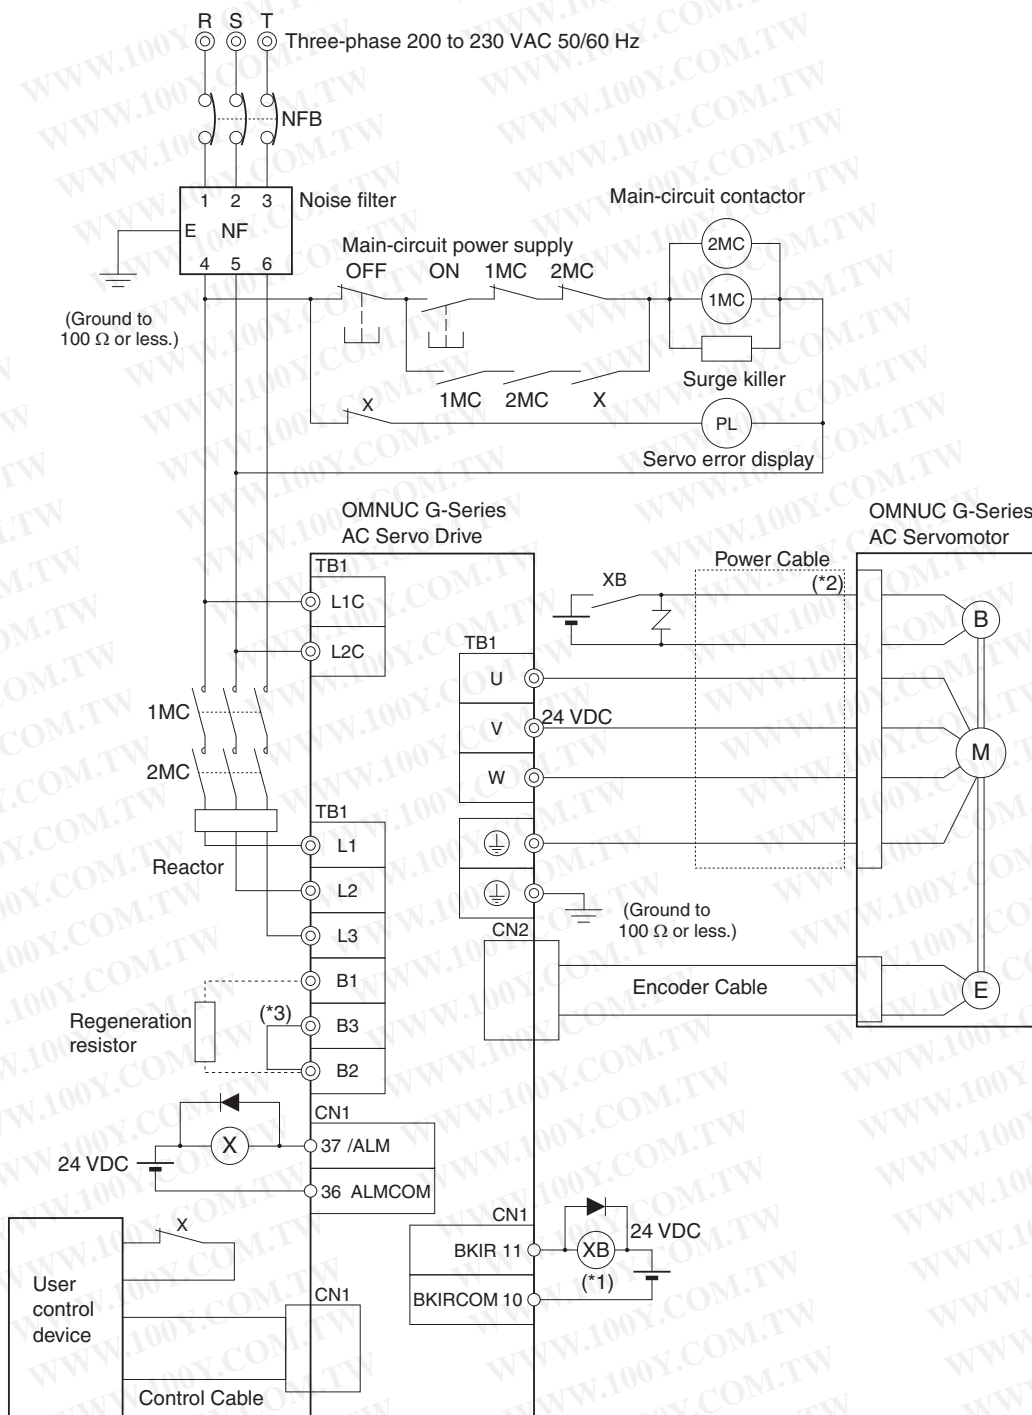 R S T
Three-phase 200 to 230 VAC 50/60 Hz
NFB
1 2 3
Noise filter
E NF
4 5 6
(Ground to
100 Ω or less.)
Main-circuit contactor
2MC
1MC
Surge killer
Main-circuit power supply
OFF ON 1MC 2MC
1MC 2MC X
X
PL
Servo error display
OMNUC G-Series
AC Servo Drive
OMNUC G-Series
AC Servomotor
TB1
L1C
L2C
XB
Power Cable
(*2)
B
TB1
U
V
24 VDC
W
M
1MC
2MC
Reactor
TB1
L1
L2
L3
(Ground to
100 Ω or less.)
CN2
Encoder Cable
E
B1
(*3)
B3
B2
Regeneration
resistor
CN1
X
37 /ALM
24 VDC
36 ALMCOM
CN1
BKIR 11
XB
24 VDC
(*1)
BKIRCOM 10
X
User
control
device
CN1
Control Cable
WWW.100Y.COM.TW